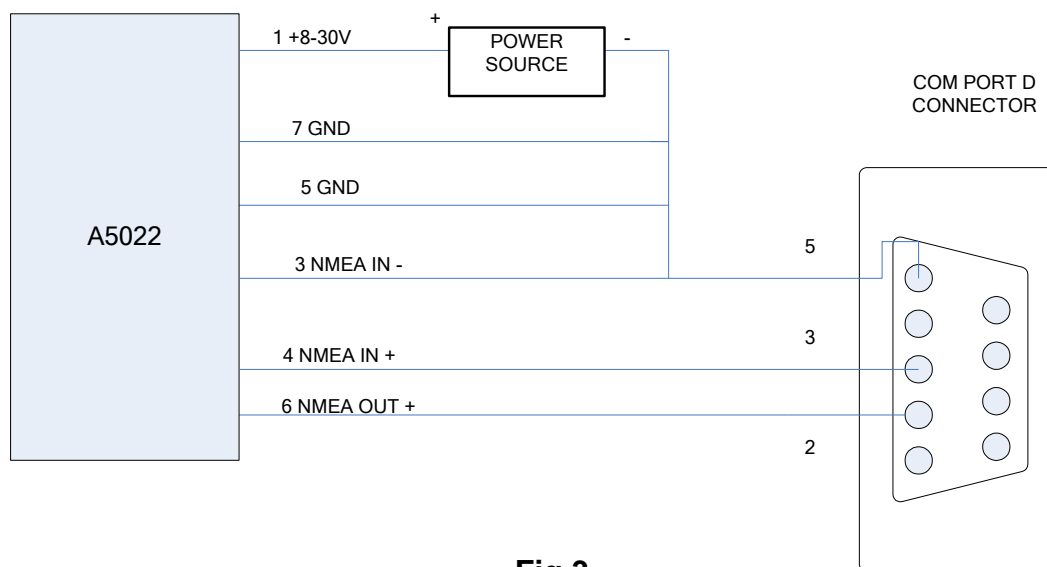 1 +8-30V
+
POWER
SOURCE
-
COM PORT D
CONNECTOR
7 GND
5 GND
A5022
5
3 NMEA IN -
3
4 NMEA IN +
6 NMEA OUT +
2